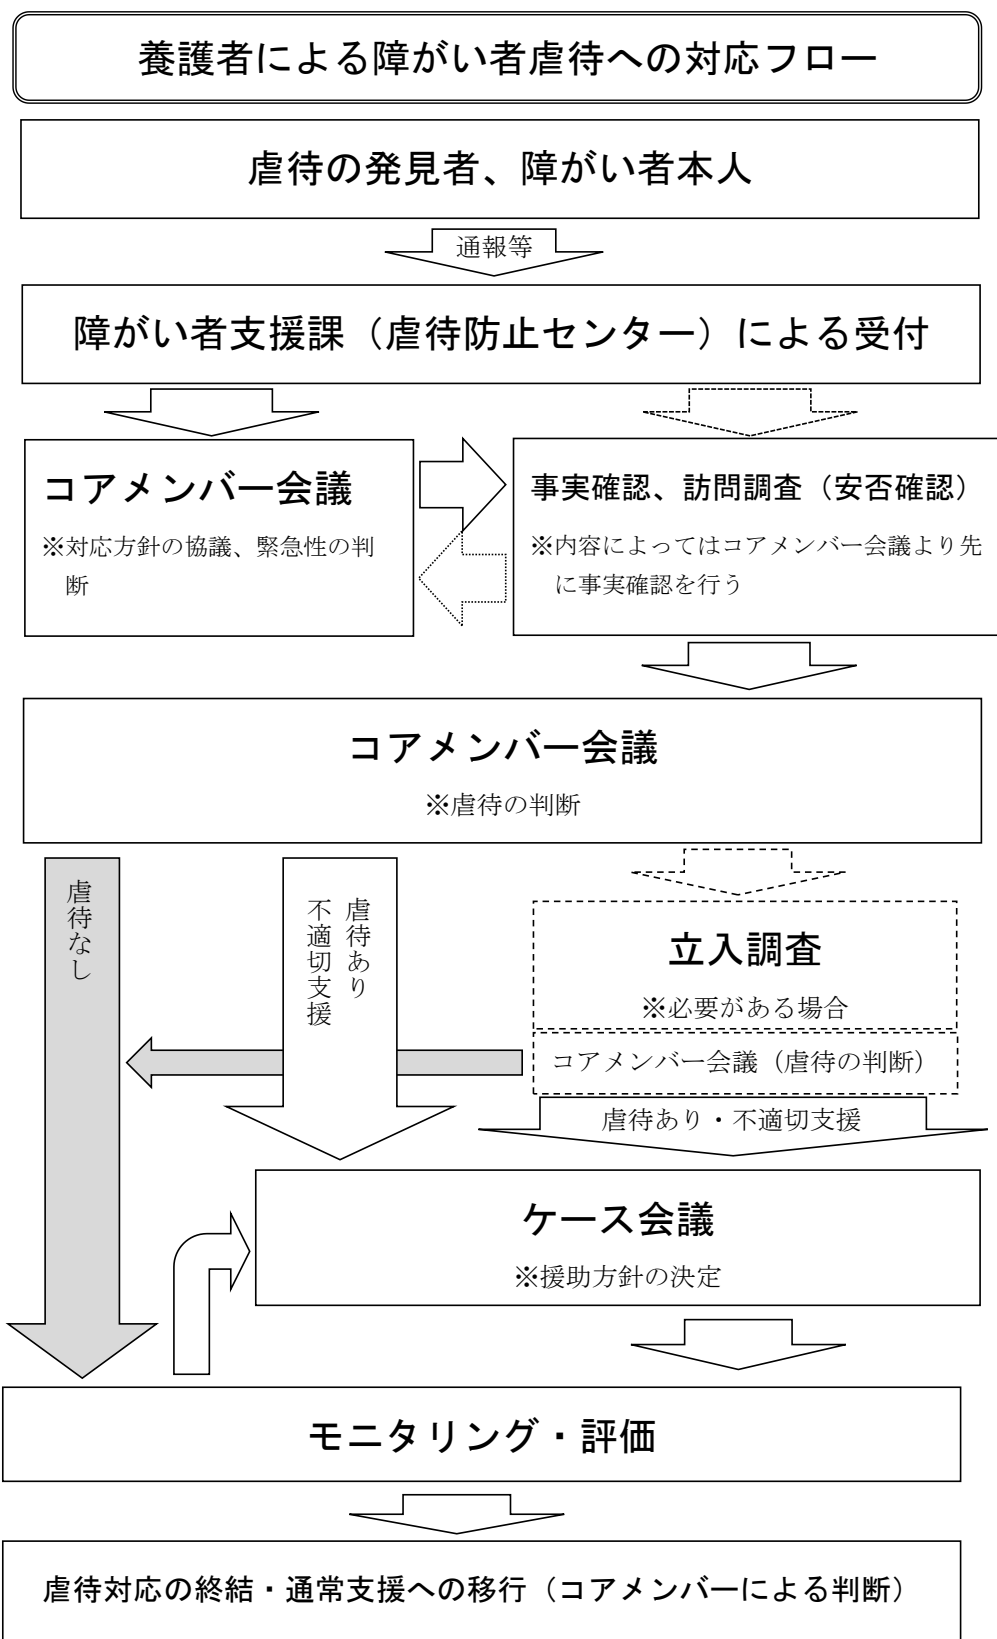 養護者による障がい者虐待への対応フロー
虐待の発見者、障がい者本人
通報等
障がい者支援課（虐待防止センター）による受付
コアメンバー会議
※対応方針の協議、緊急性の判
断
事実確認、訪問調査（安否確認）
※内容によってはコアメンバー会議より先
に事実確認を行う
コアメンバー会議
※虐待の判断
虐待なし
虐待あり
不適切支援
立入調査
※必要がある場合
コアメンバー会議（虐待の判断）
虐待あり・不適切支援
ケース会議
※援助方針の決定
モニタリング・評価
虐待対応の終結・通常支援への移行（コアメンバーによる判断）